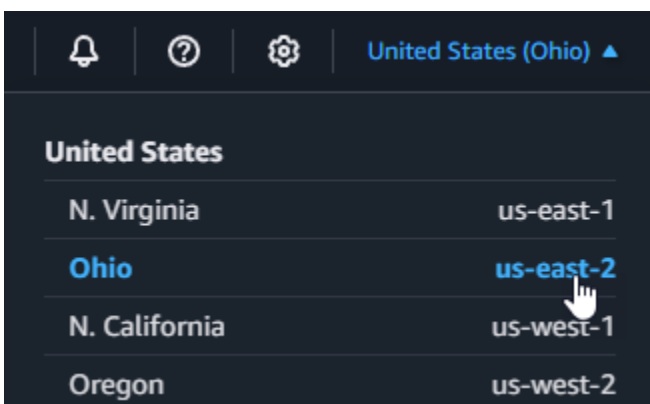 United States (Ohio) ▲
United States
N. Virginia us-east-1
Ohio us-east-2
N. California us-west-1
Oregon us-west-2